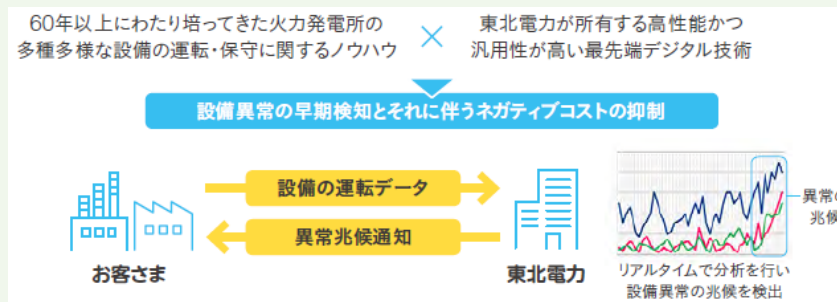 60年以上にわたり培ってきた火力発電所の
多種多様な設備の運転・保守に関するノウハウ
×
東北電力が所有する高性能かつ
汎用性が高い最先端デジタル技術
設備異常の早期検知とそれに伴うネガティブコストの抑制
設備の運転データ
異常兆候通知
お客さま
東北電力
異常の
兆候
リアルタイムで分析を行い
設備異常の兆候を検出